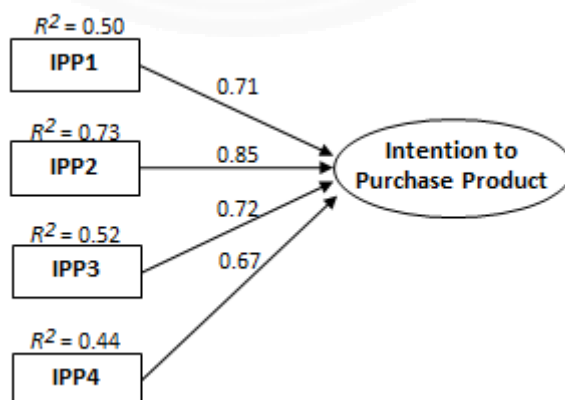 R² = 0.50
IPP1
0.71
R² = 0.73
IPP2
0.85
Intention to
Purchase Product
0.72
R² = 0.52
IPP3
0.67
R² = 0.44
IPP4